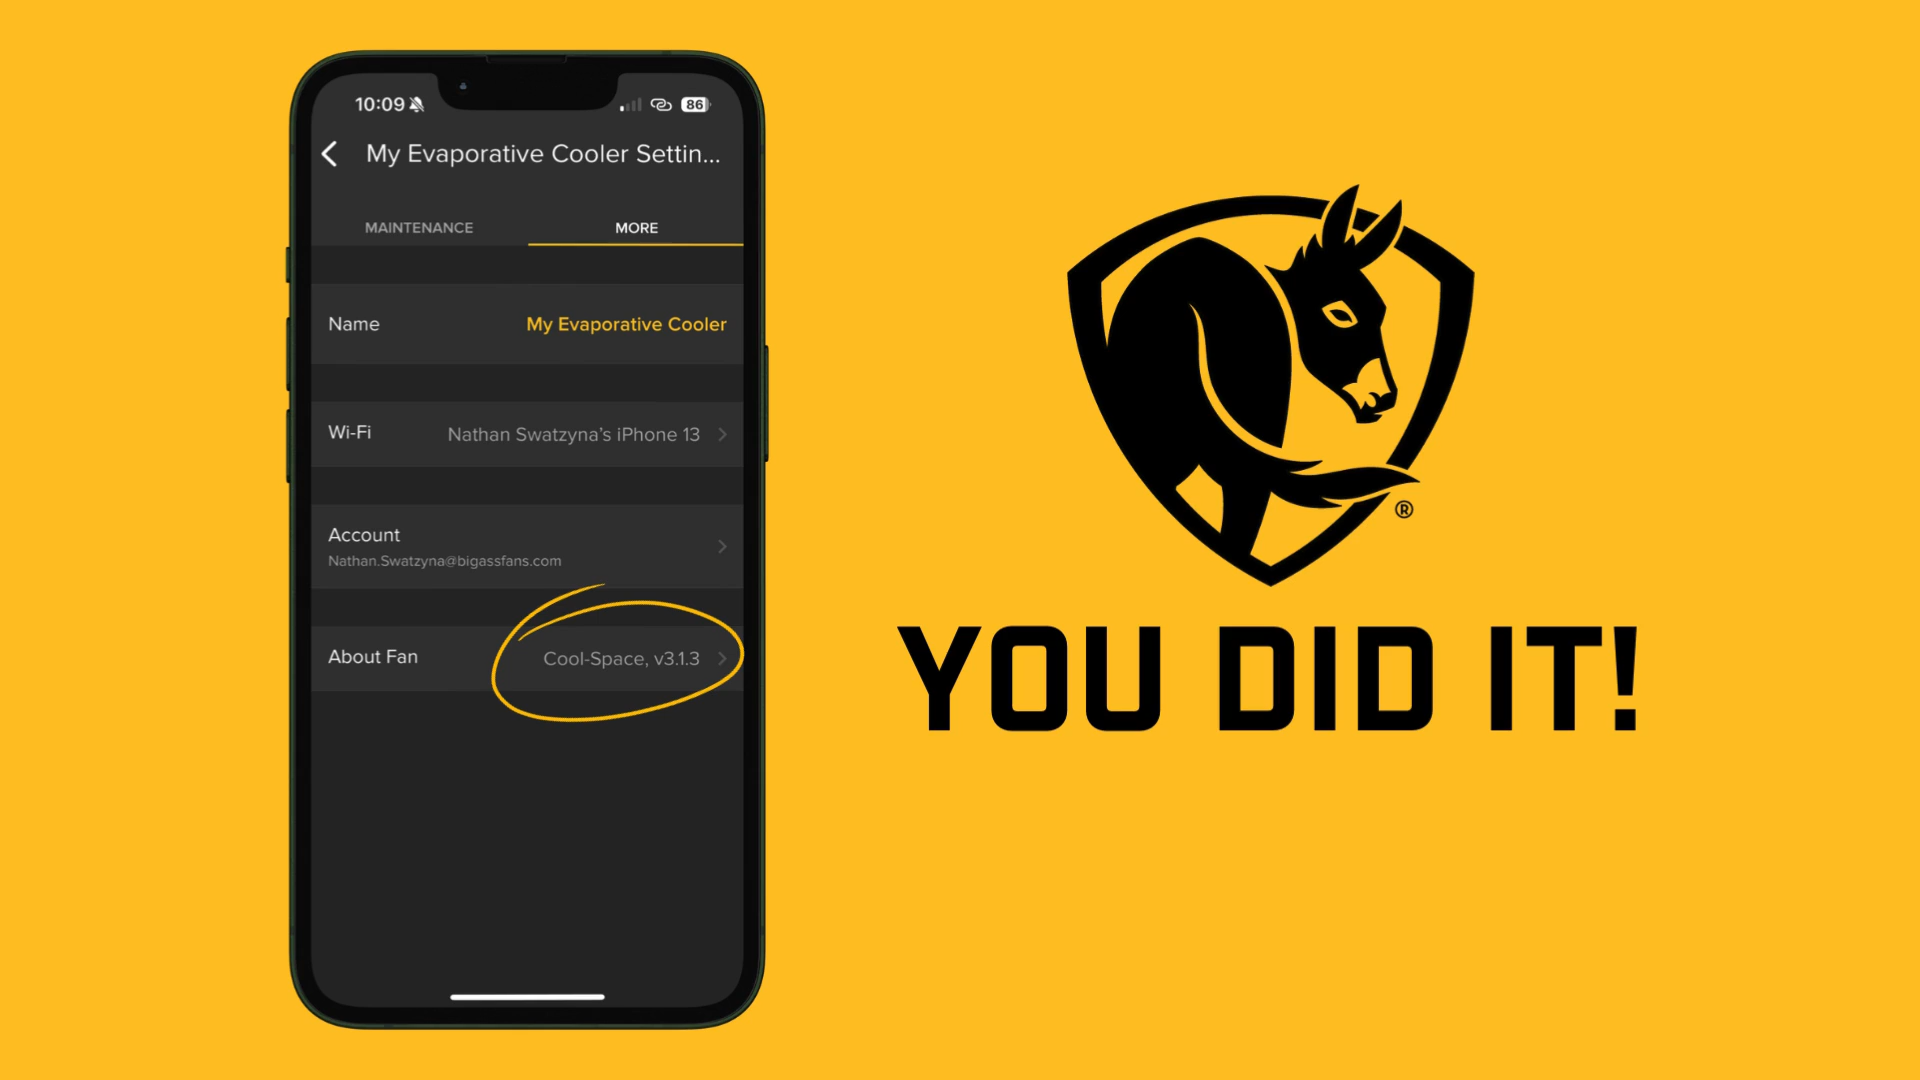 10:09
86
My Evaporative Cooler Settin...
MAINTENANCE
MORE
Name
My Evaporative Cooler
Wi-Fi
Nathan Swatzyna's iPhone 13
Account
Nathan.Swatzyna@bigassfans.com
About Fan
Cool-Space, v3.1.3
®
YOU DID IT!